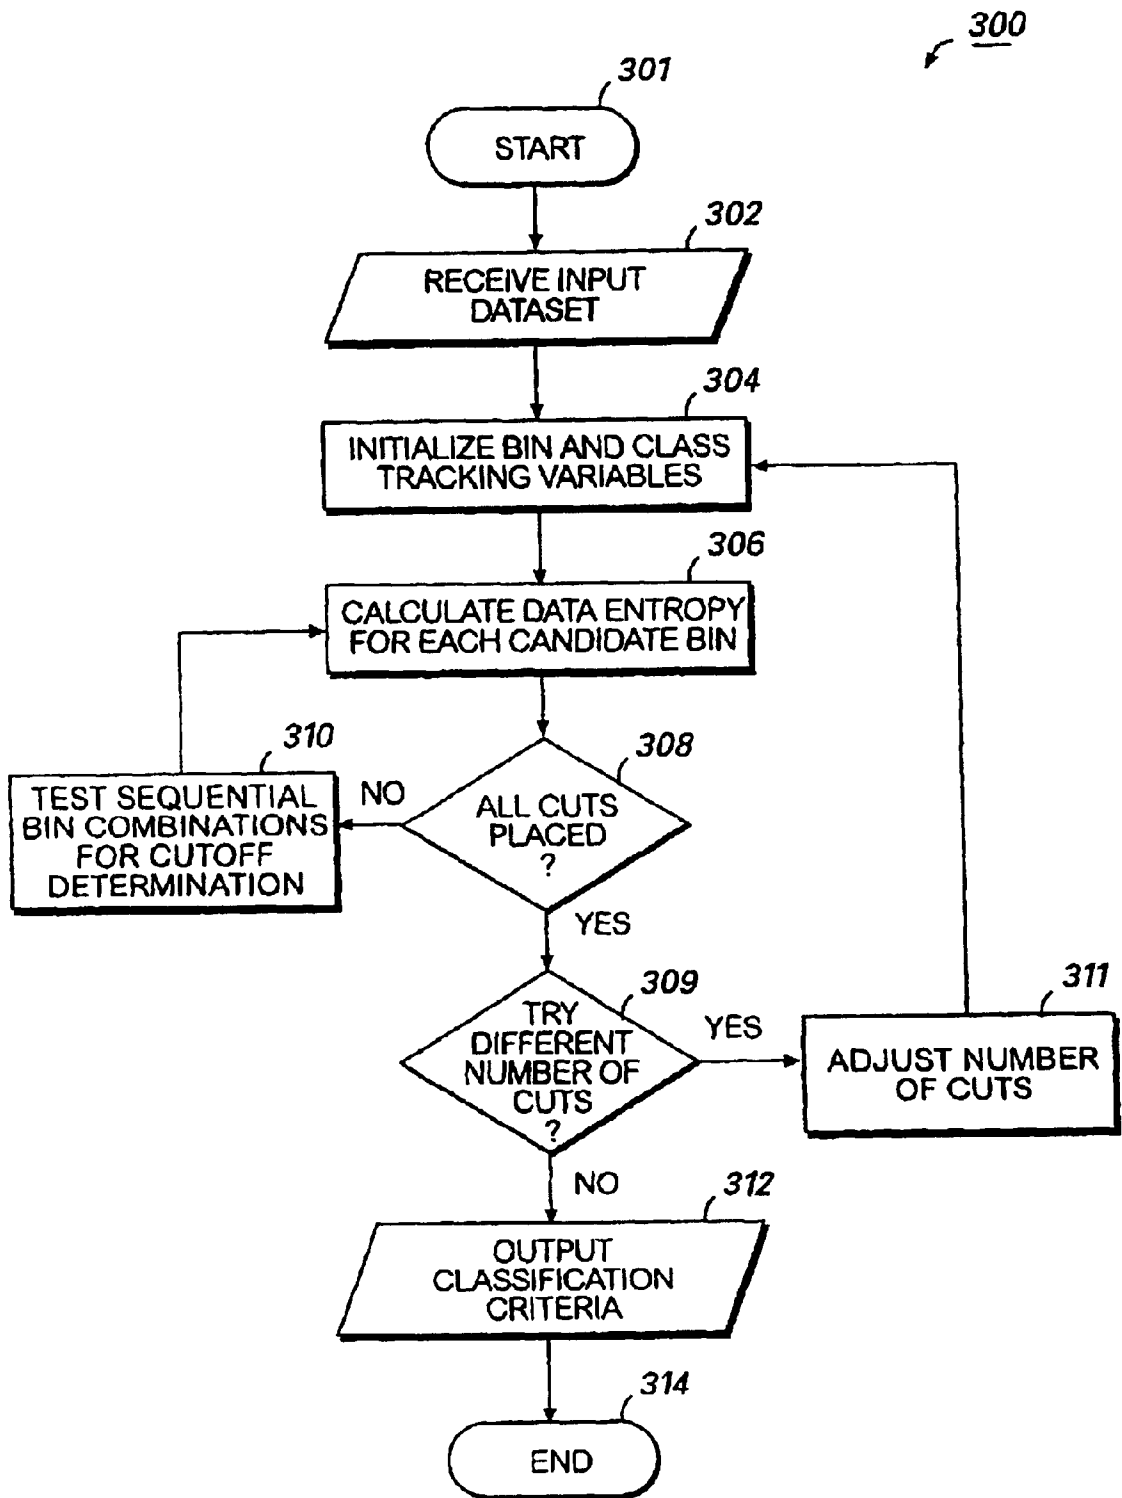 300
301
START
302
RECEIVE INPUT
DATASET
304
INITIALIZE BIN AND CLASS
TRACKING VARIABLES
306
CALCULATE DATA ENTROPY
FOR EACH CANDIDATE BIN
310
TEST SEQUENTIAL
BIN COMBINATIONS
FOR CUTOFF
DETERMINATION
NO
308
ALL CUTS
PLACED
?
YES
309
TRY
DIFFERENT
NUMBER OF
CUTS
?
YES
311
ADJUST NUMBER
OF CUTS
NO
312
OUTPUT
CLASSIFICATION
CRITERIA
314
END